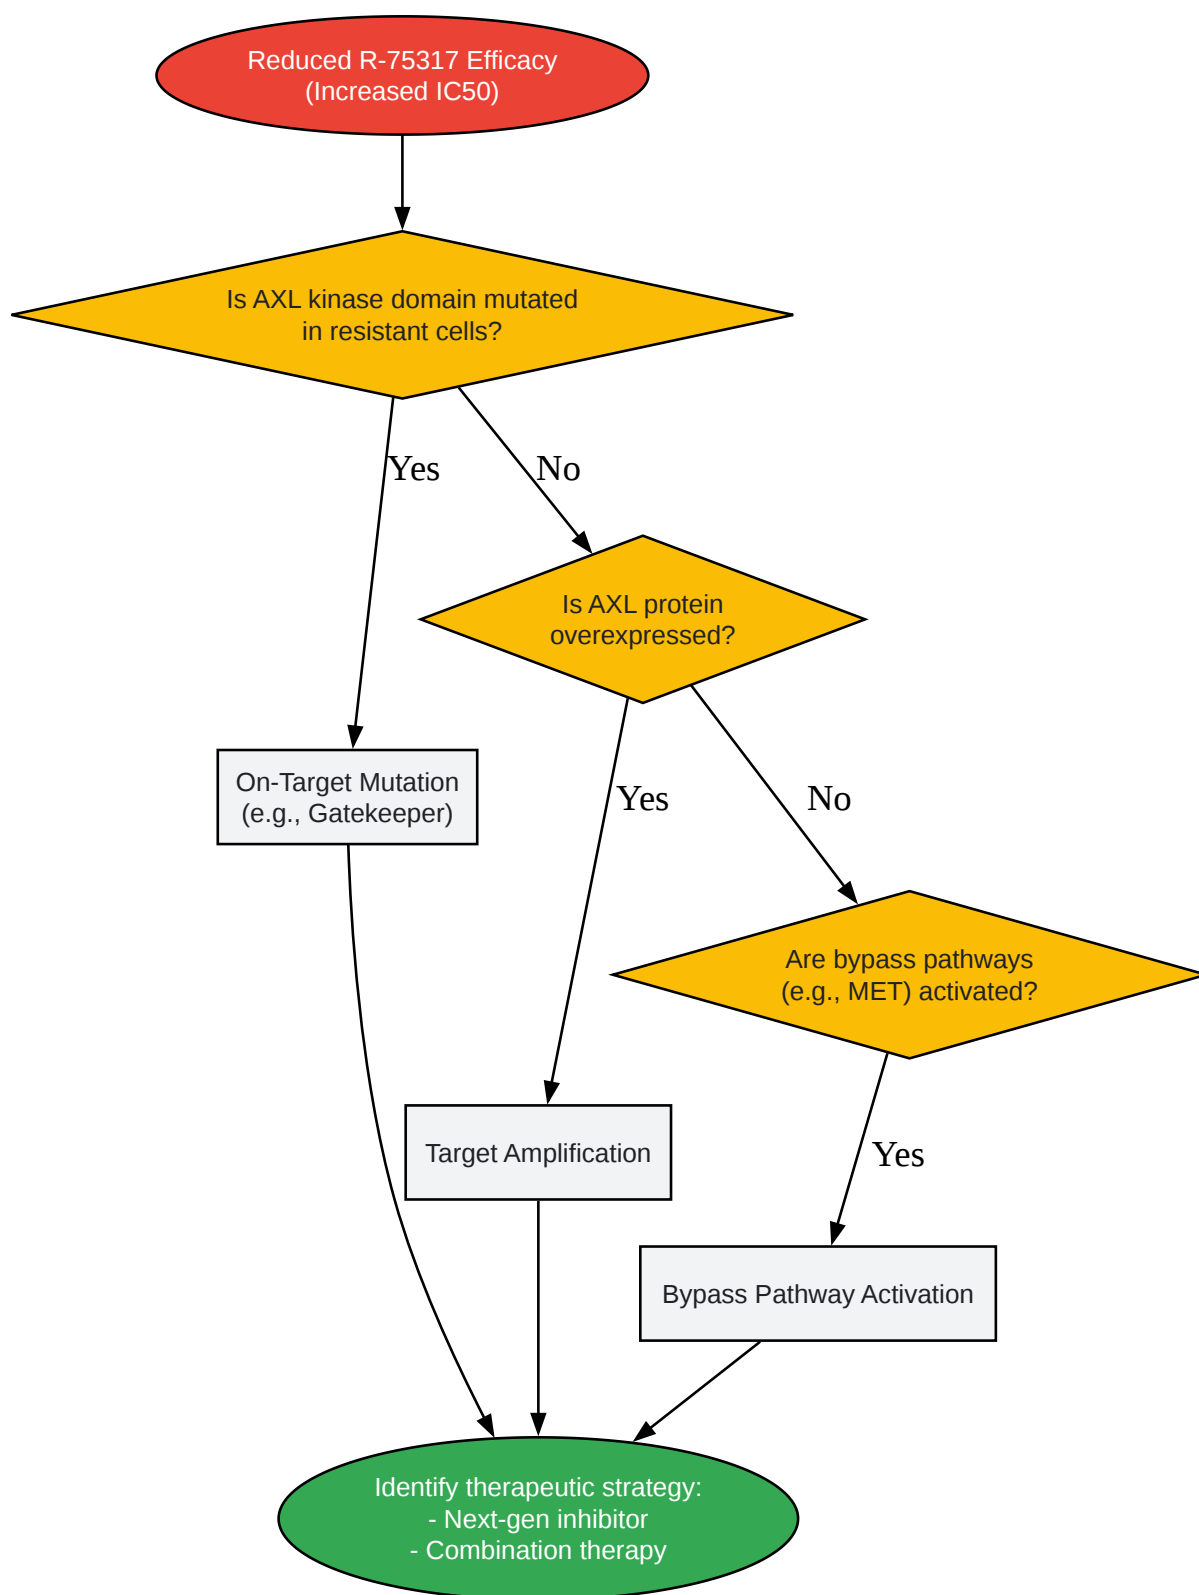 Reduced R-75317 Efficacy
(Increased IC50)
Is AXL kinase domain mutated
in resistant cells?
Yes
No
Is AXL protein
overexpressed?
On-Target Mutation
(e.g., Gatekeeper)
Yes
No
Are bypass pathways
(e.g., MET) activated?
Target Amplification
Yes
Bypass Pathway Activation
Identify therapeutic strategy:
- Next-gen inhibitor
- Combination therapy